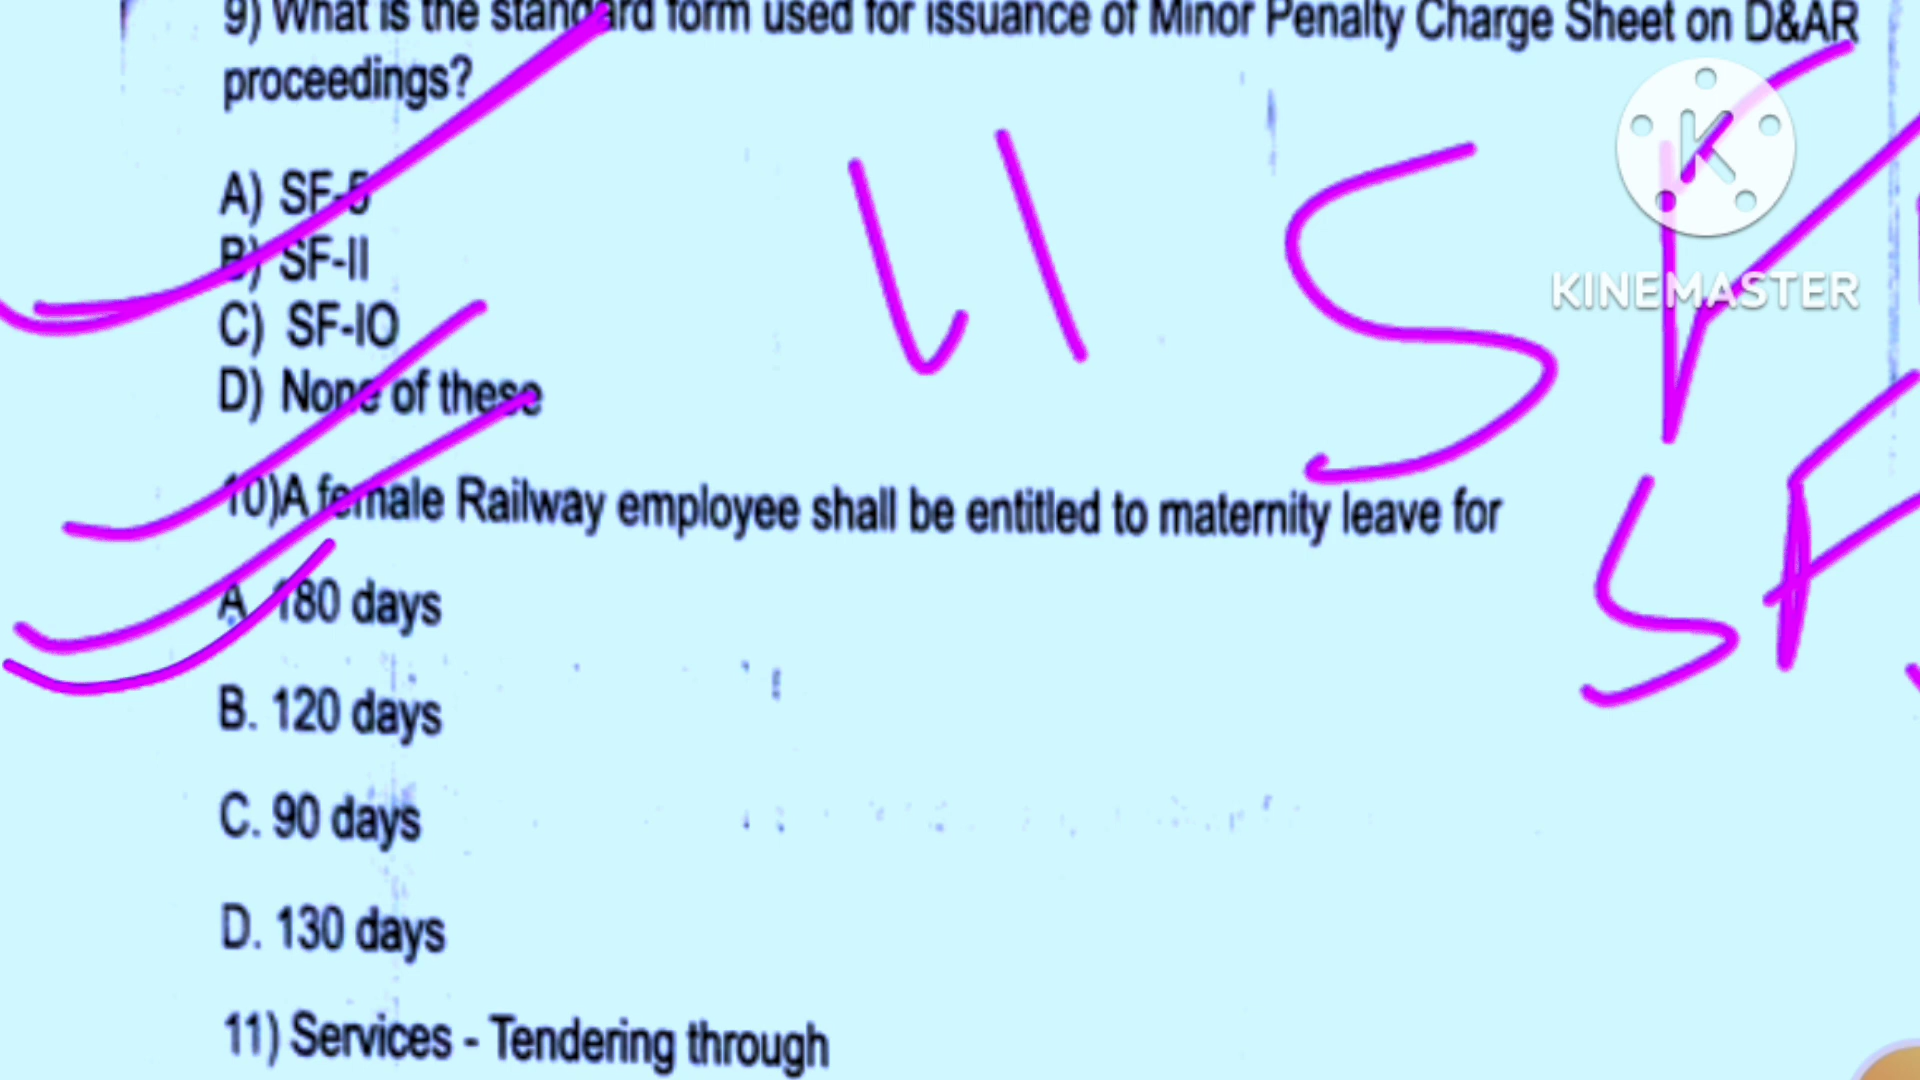 9) What is the standard form used for issuance of Minor Penalty Charge Sheet on D&AR
proceedings?
A) SF-5
B) SF-II
C) SF-IO
D) None of these
11 S F
KINEMASTER
10)A female Railway employee shall be entitled to maternity leave for
S F
A. 180 days
B. 120 days
C. 90 days
D. 130 days
11) Services - Tendering through